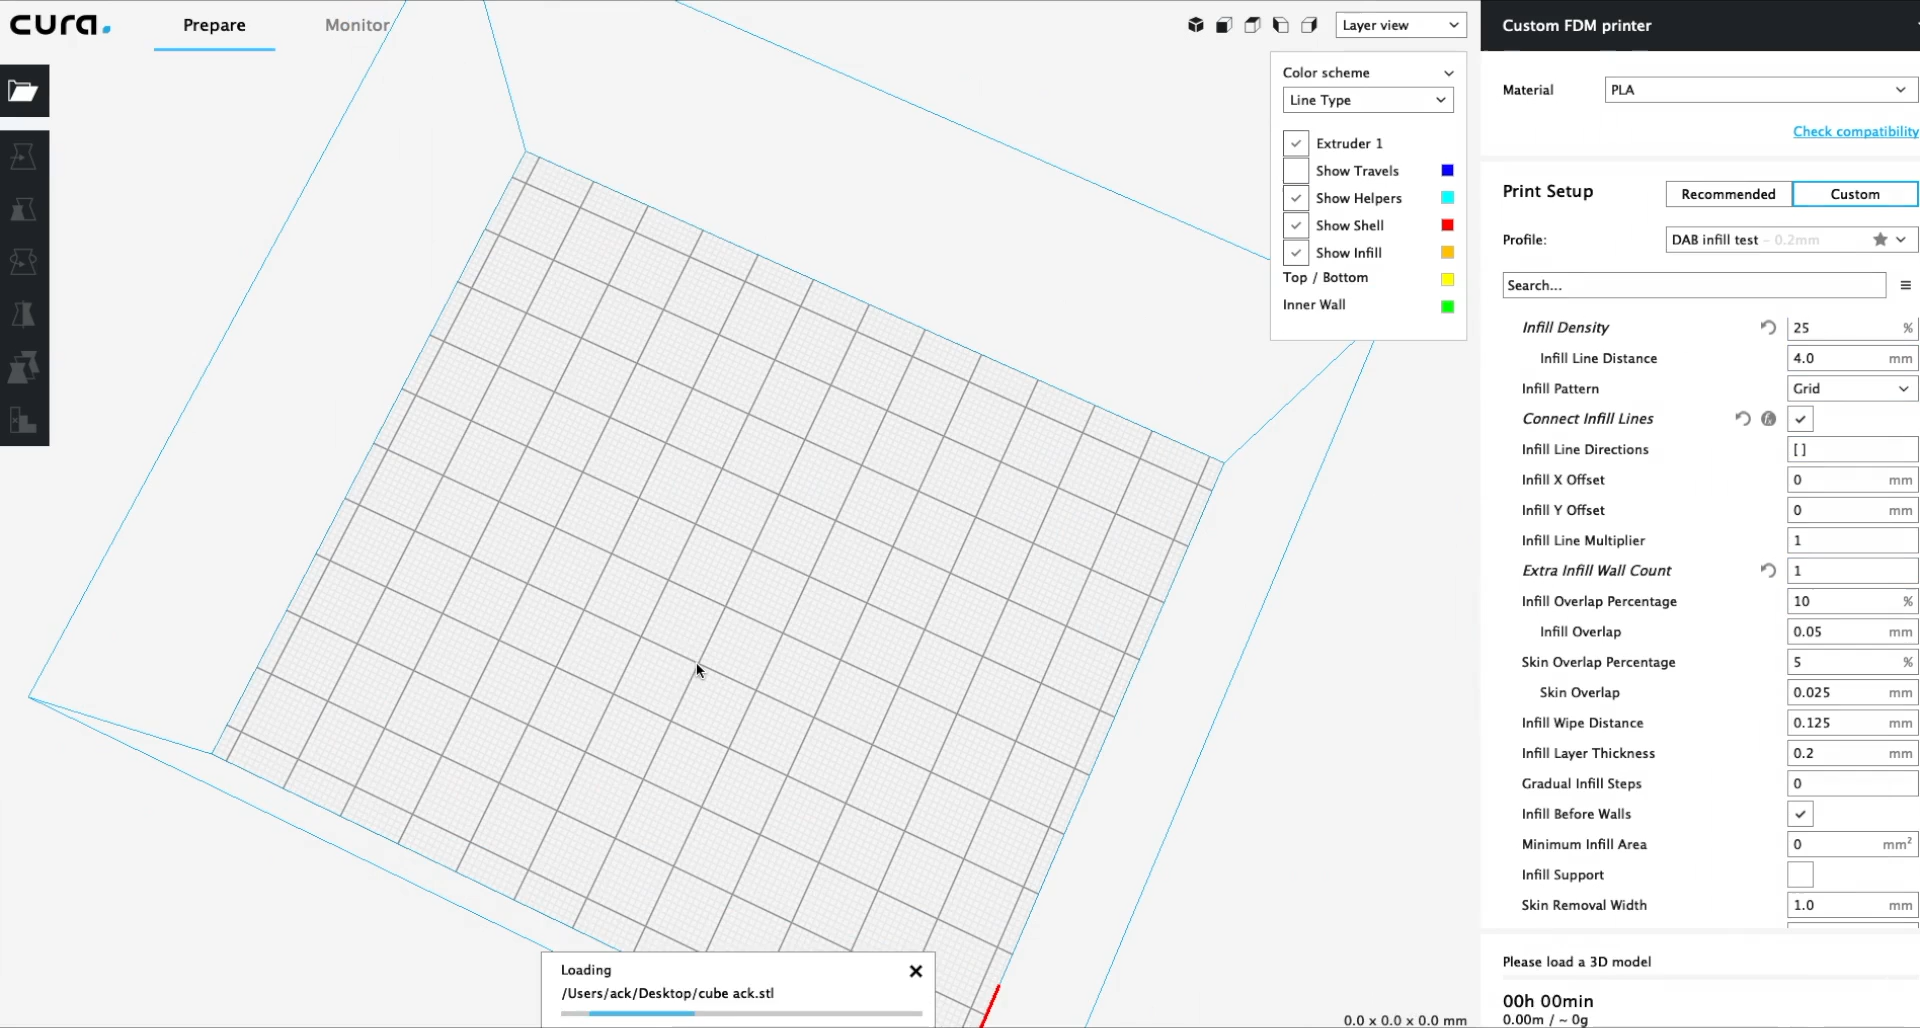 cura.
Prepare
Monitor
Layer view
Color scheme
Line Type
Extruder 1
Show Travels
Show Helpers
Show Shell
Show Infill
Top / Bottom
Inner Wall
Custom FDM printer
Material
PLA
Check compatibility
Print Setup
Recommended
Custom
Profile:
DAB infill test - 0.2mm
Search...
Infill Density 25 %
Infill Line Distance 4.0 mm
Infill Pattern Grid
Connect Infill Lines
Infill Line Directions [ ]
Infill X Offset 0 mm
Infill Y Offset 0 mm
Infill Line Multiplier 1
Extra Infill Wall Count 1
Infill Overlap Percentage 10 %
Infill Overlap 0.05 mm
Skin Overlap Percentage 5 %
Skin Overlap 0.025 mm
Infill Wipe Distance 0.125 mm
Infill Layer Thickness 0.2 mm
Gradual Infill Steps 0
Infill Before Walls
Minimum Infill Area 0 mm²
Infill Support
Skin Removal Width 1.0 mm
Please load a 3D model
00h 00min
0.00m / ~ 0g
Loading
/Users/ack/Desktop/cube ack.stl
0.0 x 0.0 x 0.0 mm